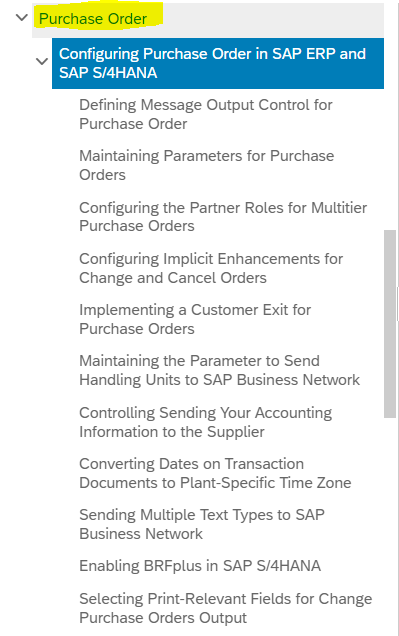 Purchase Order
Configuring Purchase Order in SAP ERP and
SAP S/4HANA
Defining Message Output Control for
Purchase Order
Maintaining Parameters for Purchase
Orders
Configuring the Partner Roles for Multitier
Purchase Orders
Configuring Implicit Enhancements for
Change and Cancel Orders
Implementing a Customer Exit for
Purchase Orders
Maintaining the Parameter to Send
Handling Units to SAP Business Network
Controlling Sending Your Accounting
Information to the Supplier
Converting Dates on Transaction
Documents to Plant-Specific Time Zone
Sending Multiple Text Types to SAP
Business Network
Enabling BRFplus in SAP S/4HANA
Selecting Print-Relevant Fields for Change
Purchase Orders Output